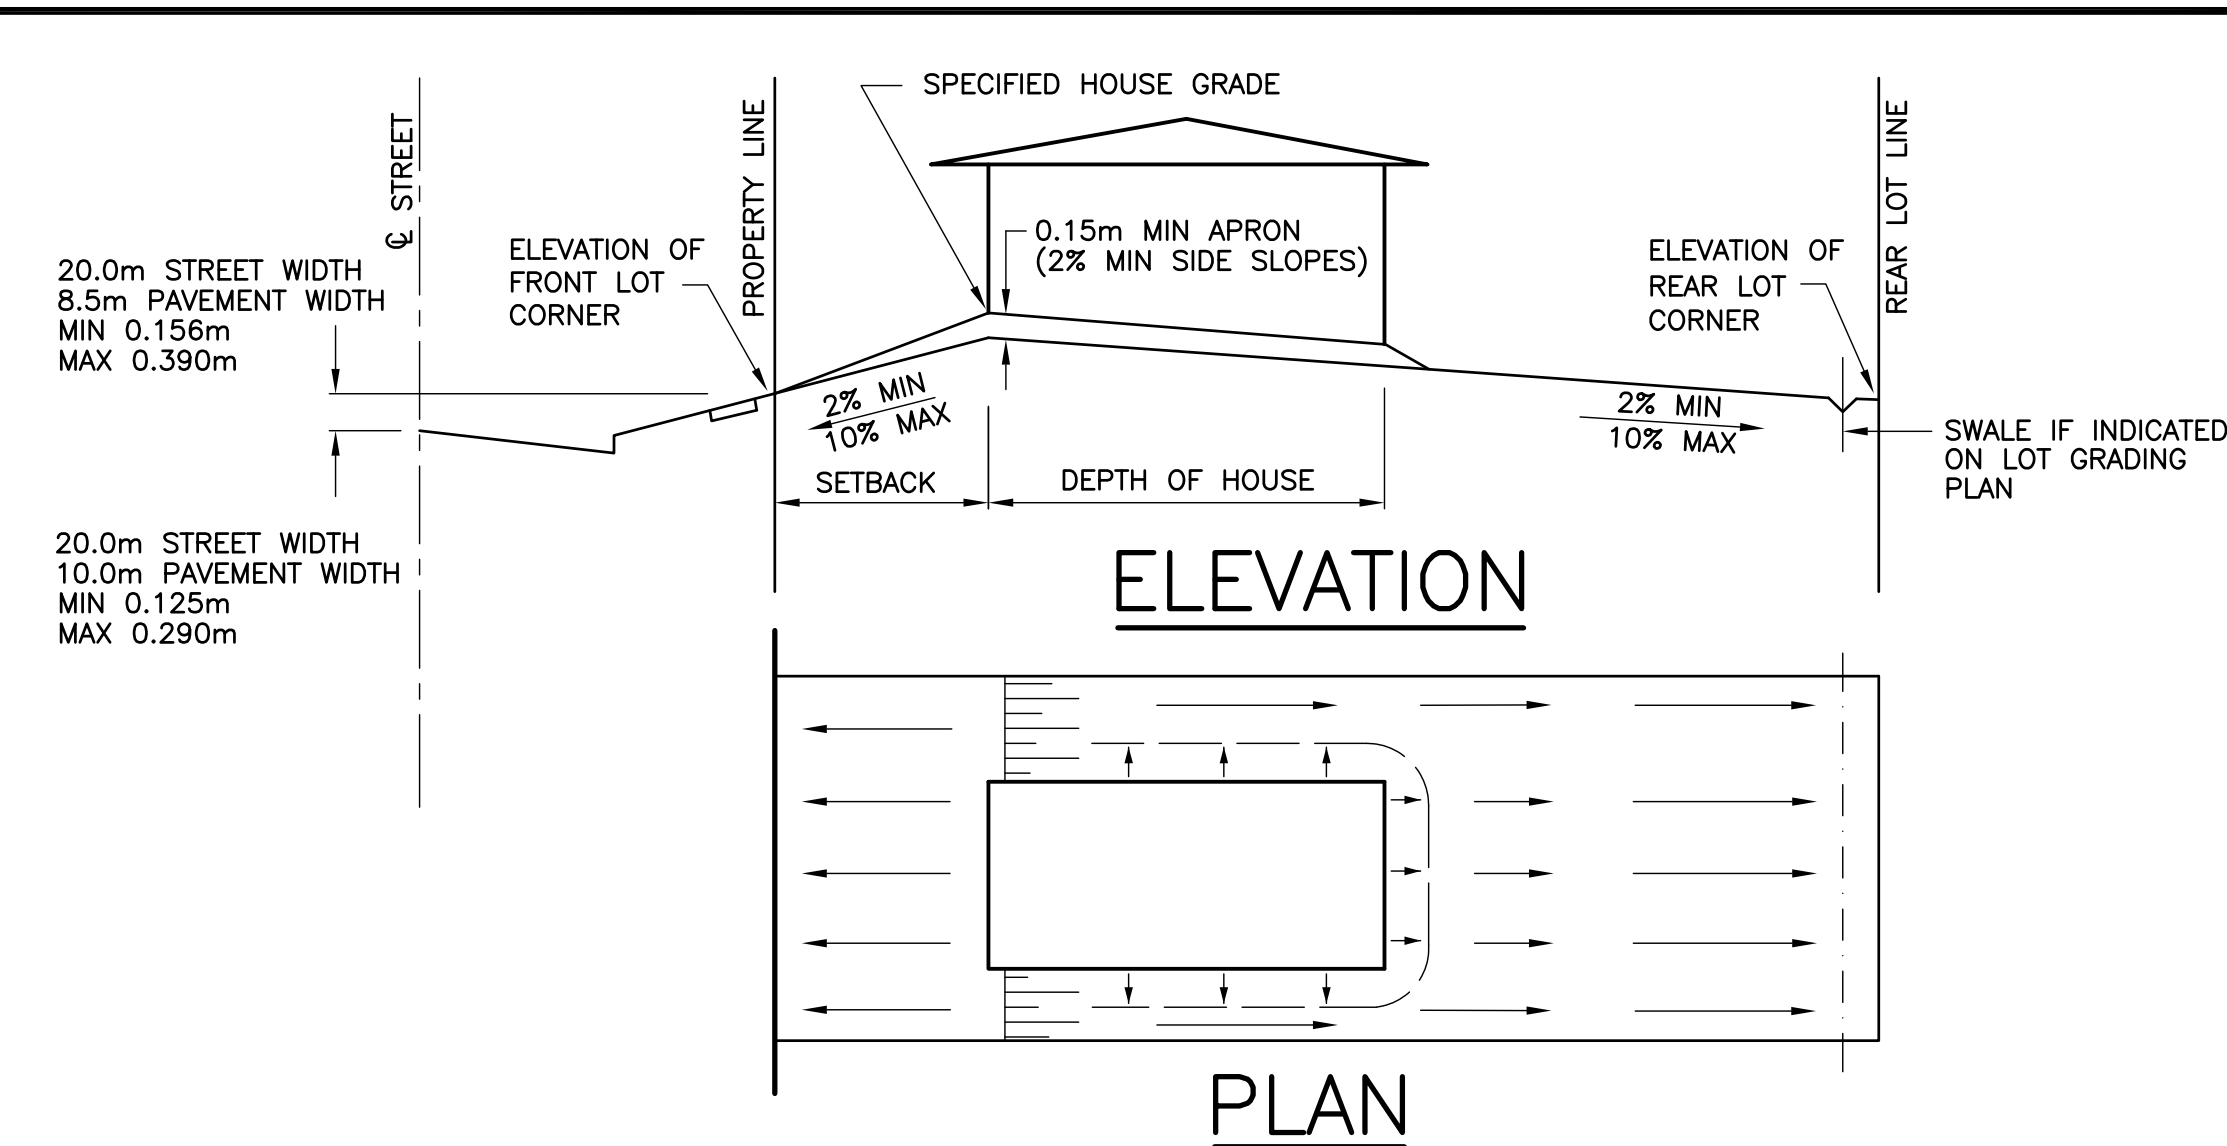 SPECIFIED HOUSE GRADE
℄ STREET
PROPERTY LINE
REAR LOT LINE
ELEVATION OF
FRONT LOT
CORNER
0.15m MIN APRON
(2% MIN SIDE SLOPES)
ELEVATION OF
REAR LOT
CORNER
20.0m STREET WIDTH
8.5m PAVEMENT WIDTH
MIN 0.156m
MAX 0.390m
2% MIN
10% MAX
2% MIN
10% MAX
SWALE IF INDICATED
ON LOT GRADING
PLAN
SETBACK
DEPTH OF HOUSE
20.0m STREET WIDTH
10.0m PAVEMENT WIDTH
MIN 0.125m
MAX 0.290m
ELEVATION
PLAN